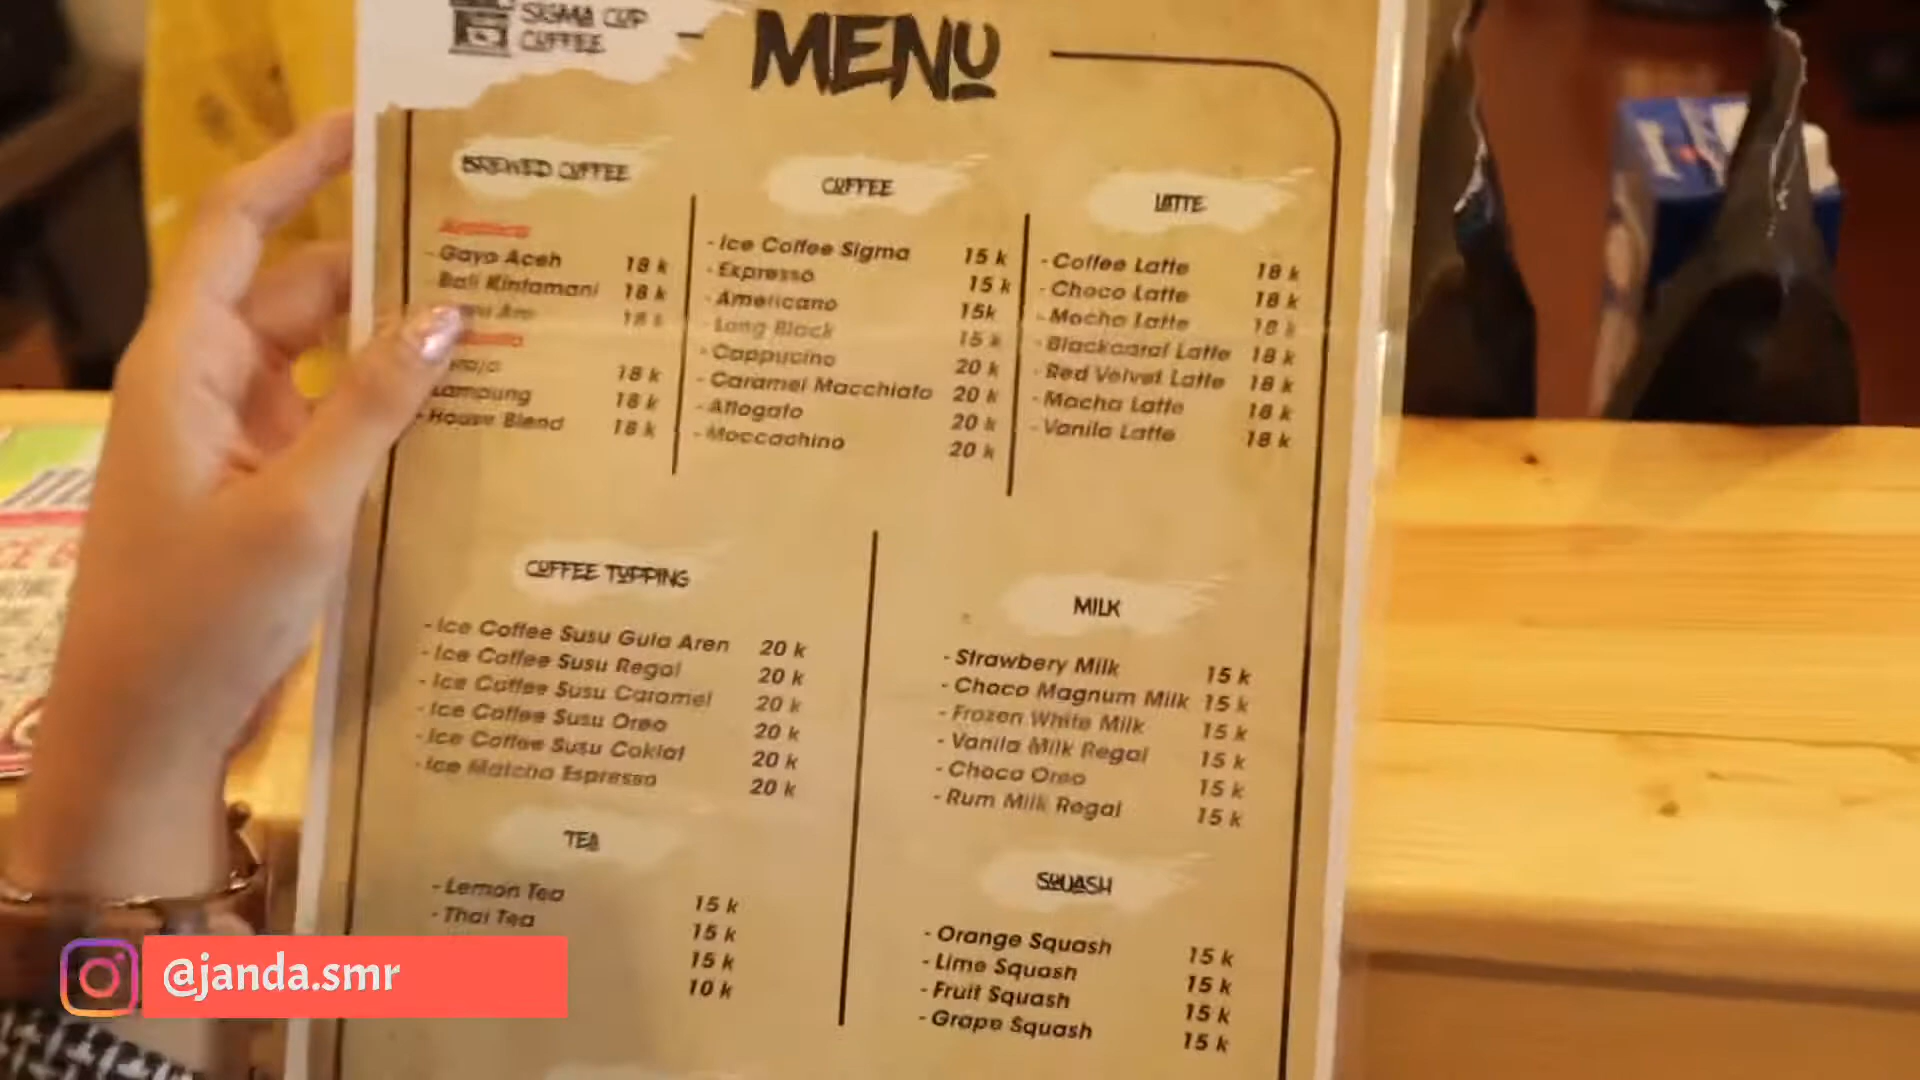 SIGMA CUP
COFFEE
MENU
BREWED COFFEE
Arabica
- Gayo Aceh 18 k
- Bali Kintamani 18 k
18 k
- Lampung 18 k
18 k
- House Blend 18 k
COFFEE
- Ice Coffee Sigma 15 k
- Expresso 15 k
- Americano 15k
- Long Black 15 k
- Cappucino 20 k
- Caramel Macchiato 20 k
- Affogato 20 k
- Moccachino 20 k
LATTE
- Coffee Latte 18 k
- Choco Latte 18 k
- Mocha Latte 18 k
- Blackcaral Latte 18 k
- Red Velvet Latte 18 k
- Macha Latte 18 k
- Vanila Latte 18 k
COFFEE TOPPING
- Ice Coffee Susu Gula Aren 20 k
- Ice Coffee Susu Regal 20 k
- Ice Coffee Susu Caramel 20 k
- Ice Coffee Susu Oreo 20 k
- Ice Coffee Susu Coklat 20 k
- Ice Matcha Espresso 20 k
MILK
- Strawbery Milk 15 k
- Choco Magnum Milk 15 k
- Frozen White Milk 15 k
- Vanila Milk Regal 15 k
- Choco Oreo 15 k
- Rum Milk Regal 15 k
TEA
- Lemon Tea 15 k
- Thai Tea 15 k
15 k
10 k
SQUASH
- Orange Squash 15 k
- Lime Squash 15 k
- Fruit Squash 15 k
- Grape Squash 15 k
@janda.smr